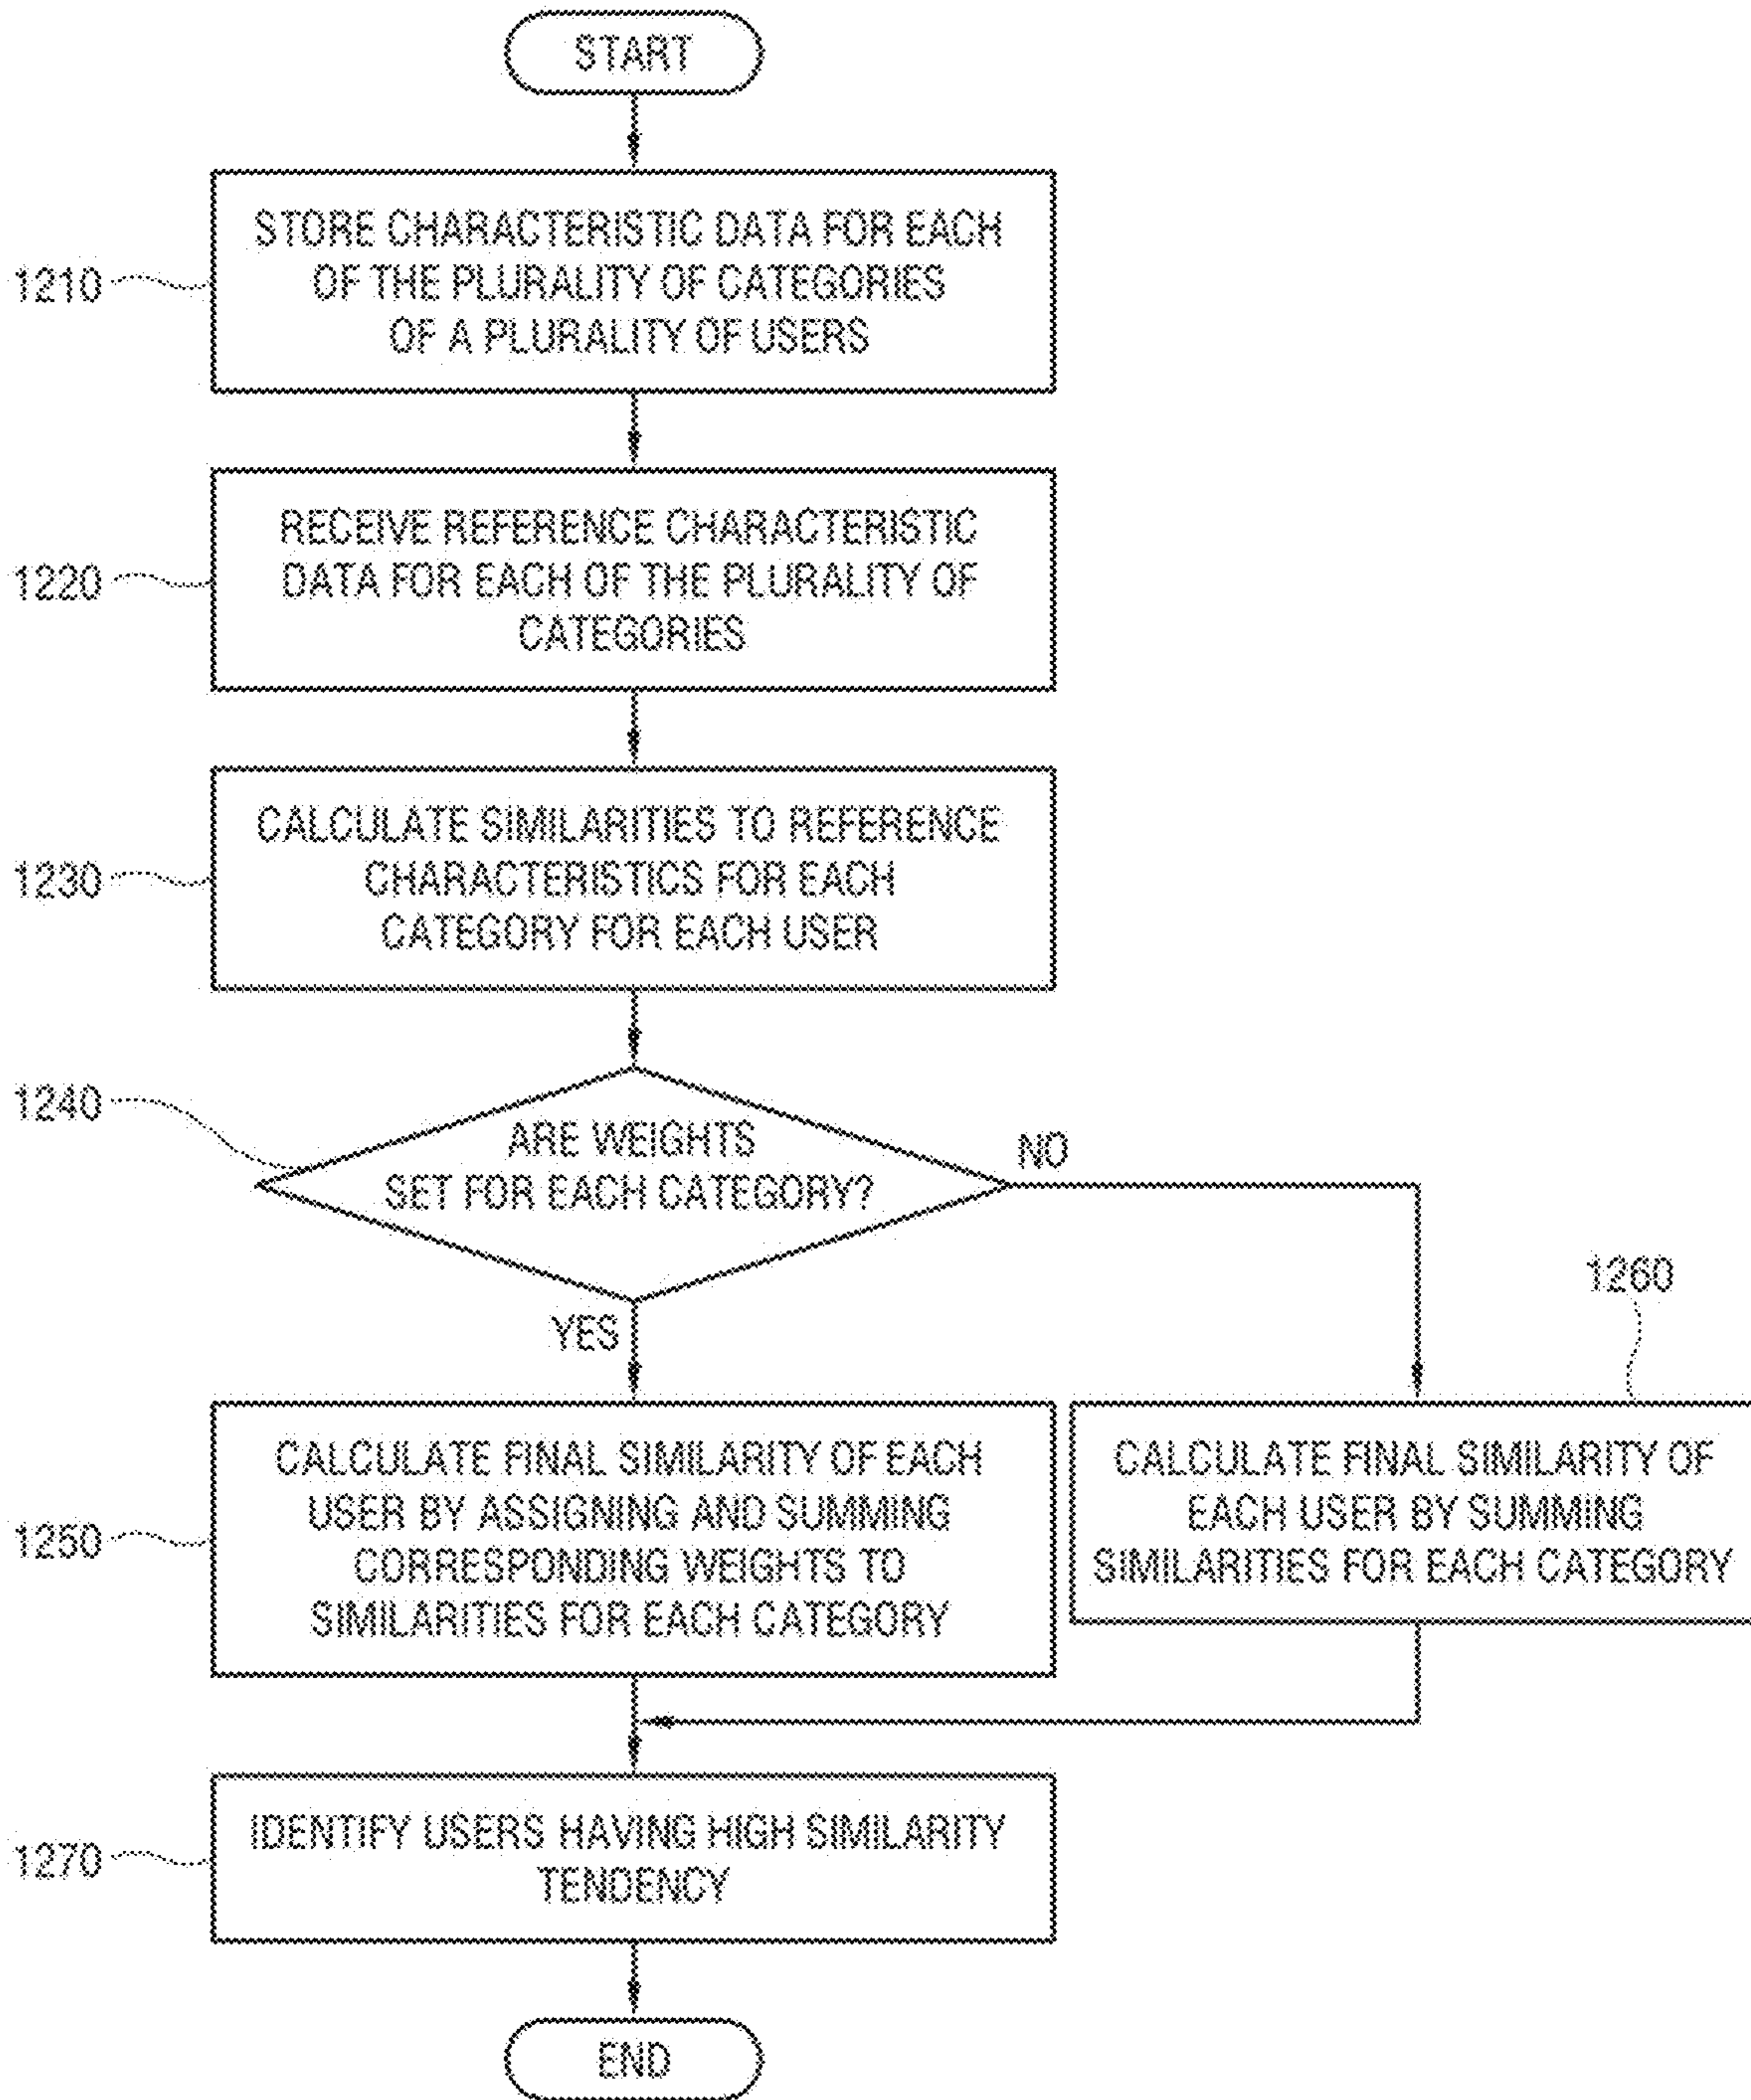 START
1210
STORE CHARACTERISTIC DATA FOR EACH
OF THE PLURALITY OF CATEGORIES
OF A PLURALITY OF USERS
1220
RECEIVE REFERENCE CHARACTERISTIC
DATA FOR EACH OF THE PLURALITY OF
CATEGORIES
1230
CALCULATE SIMILARITIES TO REFERENCE
CHARACTERISTICS FOR EACH
CATEGORY FOR EACH USER
1240
ARE WEIGHTS
SET FOR EACH CATEGORY?
NO
YES
1250
CALCULATE FINAL SIMILARITY OF EACH
USER BY ASSIGNING AND SUMMING
CORRESPONDING WEIGHTS TO
SIMILARITIES FOR EACH CATEGORY
1260
CALCULATE FINAL SIMILARITY OF
EACH USER BY SUMMING
SIMILARITIES FOR EACH CATEGORY
1270
IDENTIFY USERS HAVING HIGH SIMILARITY
TENDENCY
END